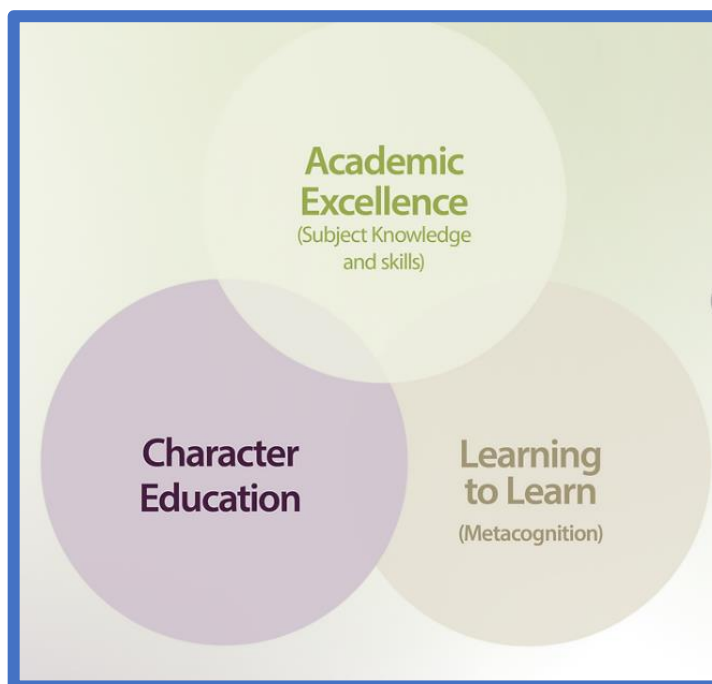 Academic
Excellence
(Subject Knowledge
and skills)
Character
Education
Learning
to Learn
(Metacognition)